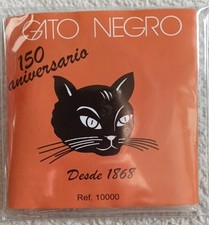 GATO NEGRO
150
aniversario
Desde 1868
Ref. 10000